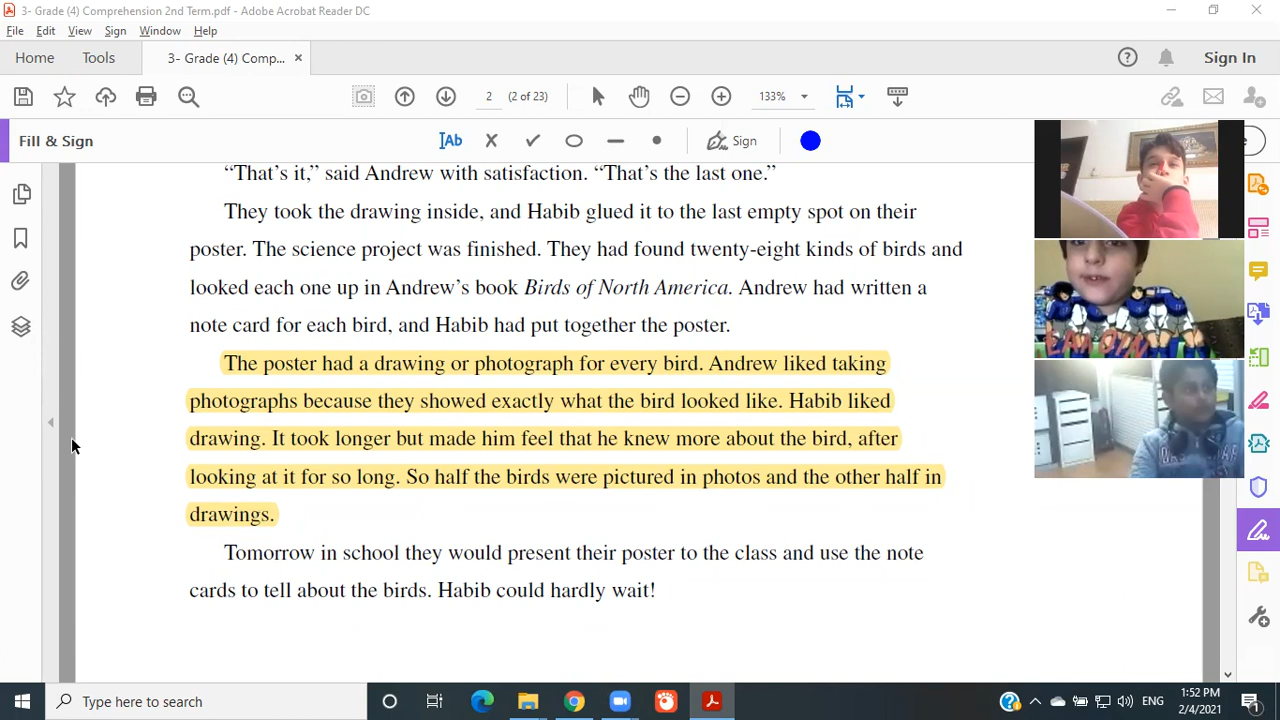 3- Grade (4) Comprehension 2nd Term.pdf - Adobe Acrobat Reader DC
File Edit View Sign Window Help
Home Tools 3- Grade (4) Comp... × Sign In
2 (2 of 23) 133%
Fill & Sign Ab Sign
“That’s it,” said Andrew with satisfaction. “That’s the last one.”
They took the drawing inside, and Habib glued it to the last empty spot on their
poster. The science project was finished. They had found twenty-eight kinds of birds and
looked each one up in Andrew’s book Birds of North America. Andrew had written a
note card for each bird, and Habib had put together the poster.
The poster had a drawing or photograph for every bird. Andrew liked taking
photographs because they showed exactly what the bird looked like. Habib liked
drawing. It took longer but made him feel that he knew more about the bird, after
looking at it for so long. So half the birds were pictured in photos and the other half in
drawings.
Tomorrow in school they would present their poster to the class and use the note
cards to tell about the birds. Habib could hardly wait!
Type here to search
ENG
1:52 PM
2/4/2021